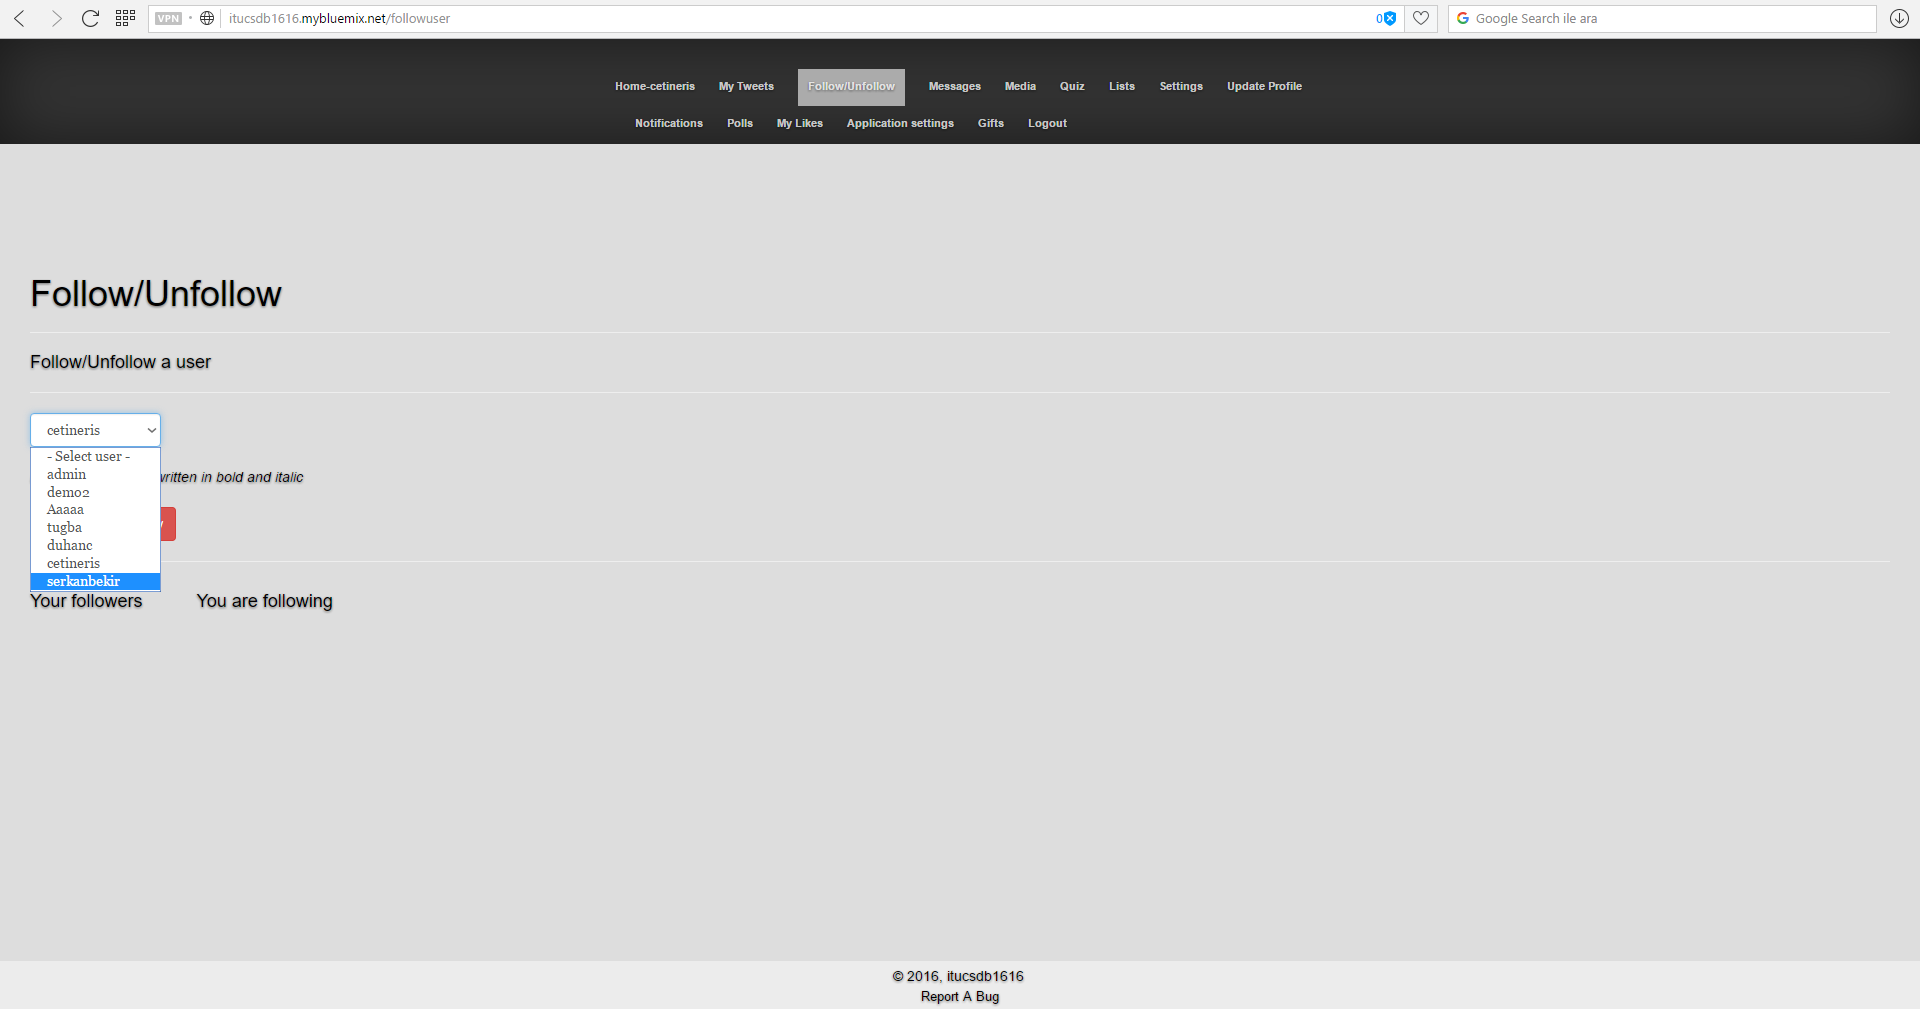 VPN
itucsdb1616.mybluemix.net/followuser
0
Google Search ile ara
Home-cetineris My Tweets Follow/Unfollow Messages Media Quiz Lists Settings Update Profile
Notifications Polls My Likes Application settings Gifts Logout
Follow/Unfollow
Follow/Unfollow a user
cetineris
- Select user -
admin
written in bold and italic
demo2
Aaaaa
tugba
duhanc
cetineris
serkanbekir
Your followers You are following
© 2016, itucsdb1616
Report A Bug